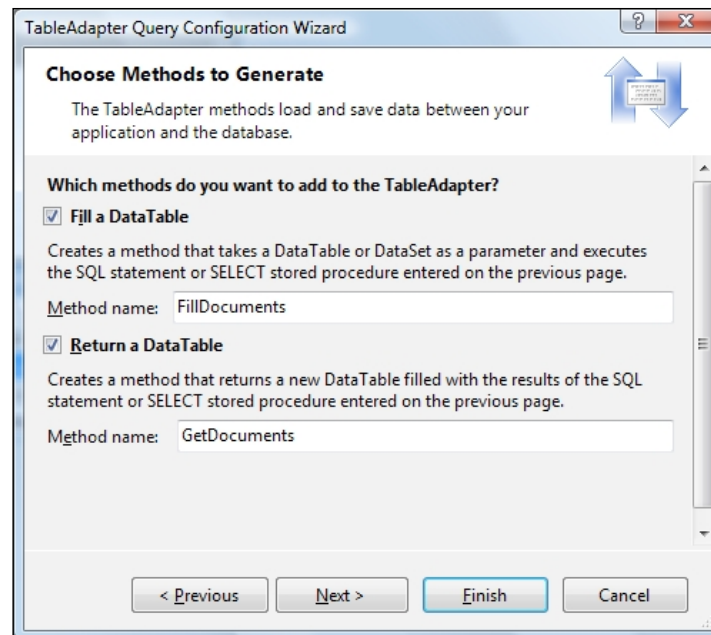 TableAdapter Query Configuration Wizard
? X
Choose Methods to Generate
The TableAdapter methods load and save data between your
application and the database.
Which methods do you want to add to the TableAdapter?
Fill a DataTable
Creates a method that takes a DataTable or DataSet as a parameter and executes
the SQL statement or SELECT stored procedure entered on the previous page.
Method name: FillDocuments
Return a DataTable
Creates a method that returns a new DataTable filled with the results of the SQL
statement or SELECT stored procedure entered on the previous page.
Method name: GetDocuments
< Previous Next > Finish Cancel